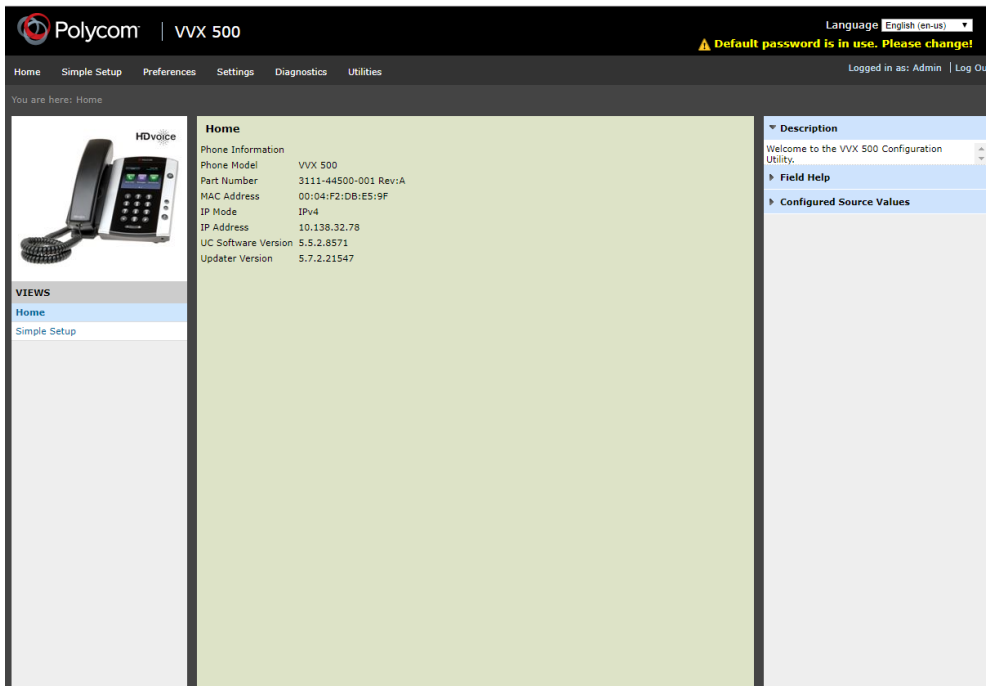 Polycom | VVX 500
Language English (en-us)
Default password is in use. Please change!
Home Simple Setup Preferences Settings Diagnostics Utilities
Logged in as: Admin | Log Ou
You are here: Home
HDvoice
VIEWS
Home
Simple Setup
Home
Phone Information
Phone Model VVX 500
Part Number 3111-44500-001 Rev:A
MAC Address 00:04:F2:DB:E5:9F
IP Mode IPv4
IP Address 10.138.32.78
UC Software Version 5.5.2.8571
Updater Version 5.7.2.21547
Description
Welcome to the VVX 500 Configuration
Utility.
Field Help
Configured Source Values